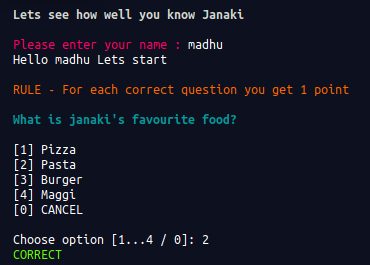 Lets see how well you know Janaki
Please enter your name : madhu
Hello madhu Lets start
RULE - For each correct question you get 1 point
What is janaki's favourite food?
[1] Pizza
[2] Pasta
[3] Burger
[4] Maggi
[0] CANCEL
Choose option [1...4 / 0]: 2
CORRECT